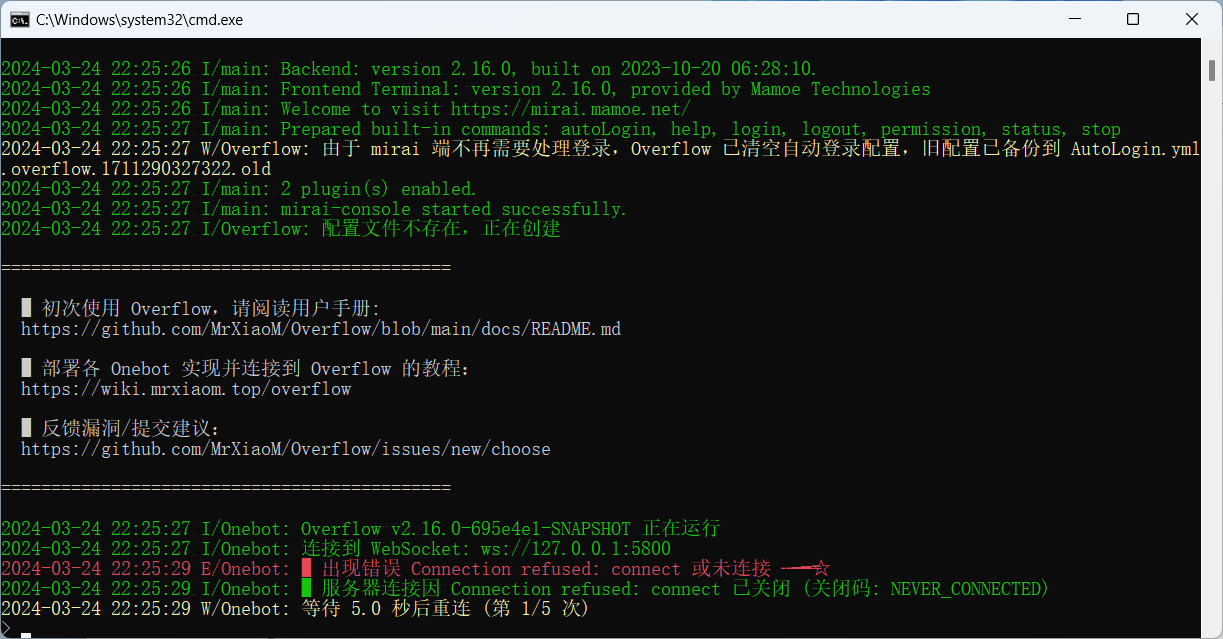 C:\Windows\system32\cmd.exe
2024-03-24 22:25:26 I/main: Backend: version 2.16.0, built on 2023-10-20 06:28:10.
2024-03-24 22:25:26 I/main: Frontend Terminal: version 2.16.0, provided by Mamoe Technologies
2024-03-24 22:25:26 I/main: Welcome to visit https://mirai.mamoe.net/
2024-03-24 22:25:27 I/main: Prepared built-in commands: autoLogin, help, login, logout, permission, status, stop
2024-03-24 22:25:27 W/Overflow: 由于 mirai 端不再需要处理登录，Overflow 已清空自动登录配置，旧配置已备份到 AutoLogin.yml
.overflow.1711290327322.old
2024-03-24 22:25:27 I/main: 2 plugin(s) enabled.
2024-03-24 22:25:27 I/main: mirai-console started successfully.
2024-03-24 22:25:27 I/Overflow: 配置文件不存在，正在创建
=============================================
初次使用 Overflow，请阅读用户手册:
https://github.com/MrXiaoM/Overflow/blob/main/docs/README.md
部署各 Onebot 实现并连接到 Overflow 的教程：
https://wiki.mrxiaom.top/overflow
反馈漏洞/提交建议：
https://github.com/MrXiaoM/Overflow/issues/new/choose
=============================================
2024-03-24 22:25:27 I/Onebot: Overflow v2.16.0-695e4e1-SNAPSHOT 正在运行
2024-03-24 22:25:27 I/Onebot: 连接到 WebSocket: ws://127.0.0.1:5800
2024-03-24 22:25:29 E/Onebot: █ 出现错误 Connection refused: connect 或未连接 ——☆
2024-03-24 22:25:29 I/Onebot: █ 服务器连接因 Connection refused: connect 已关闭 (关闭码: NEVER_CONNECTED)
2024-03-24 22:25:29 W/Onebot: 等待 5.0 秒后重连 (第 1/5 次)
>